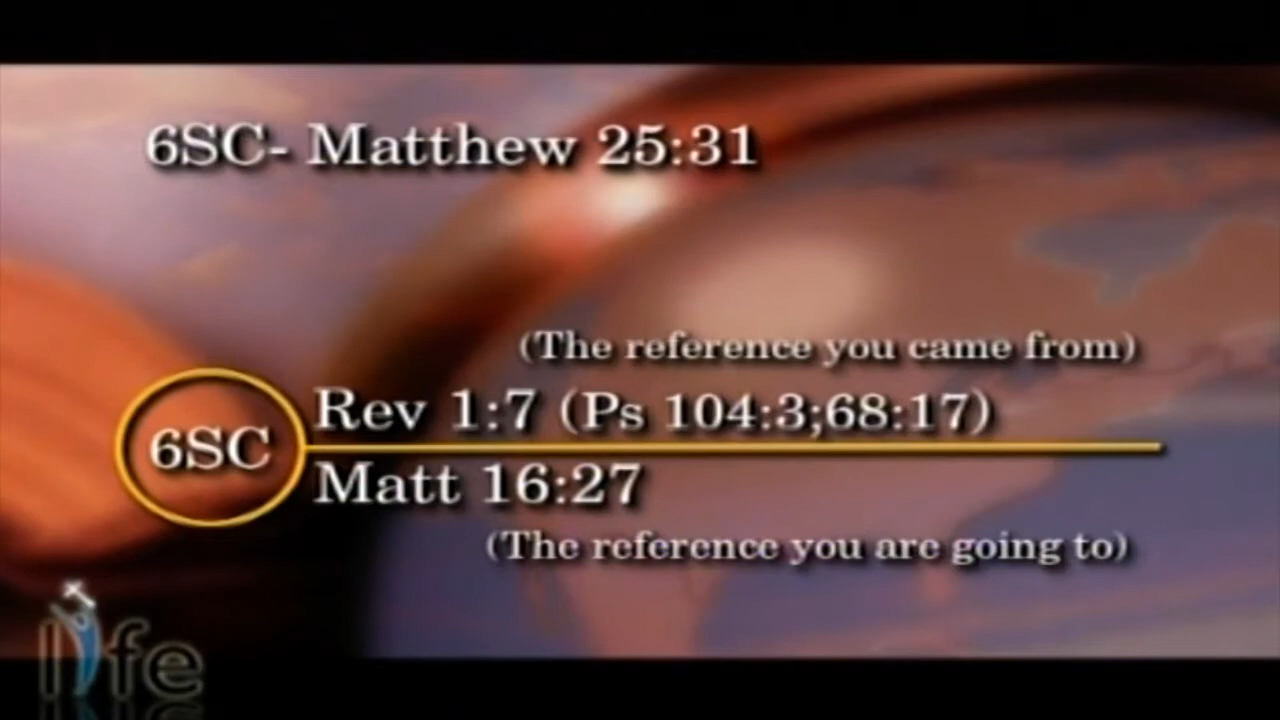 6SC- Matthew 25:31
(The reference you came from)
Rev 1:7 (Ps 104:3;68:17)
6SC
Matt 16:27
(The reference you are going to)
life